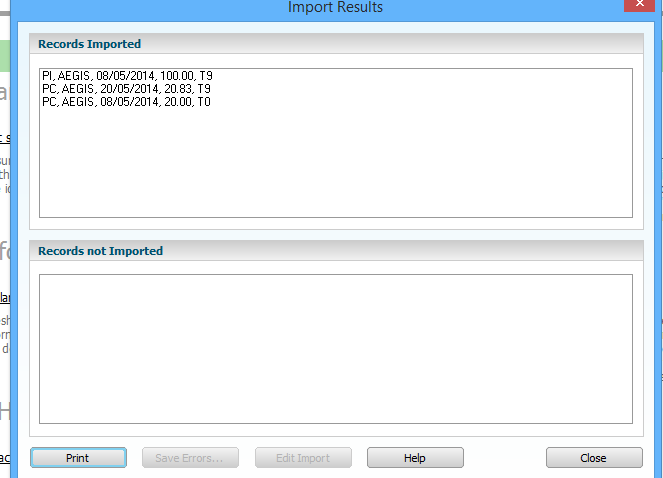 Import Results
Records Imported
PI, AEGIS, 08/05/2014, 100.00, T9
PC, AEGIS, 20/05/2014, 20.83, T9
PC, AEGIS, 08/05/2014, 20.00, T0
Records not Imported
Print
Save Errors...
Edit Import
Help
Close